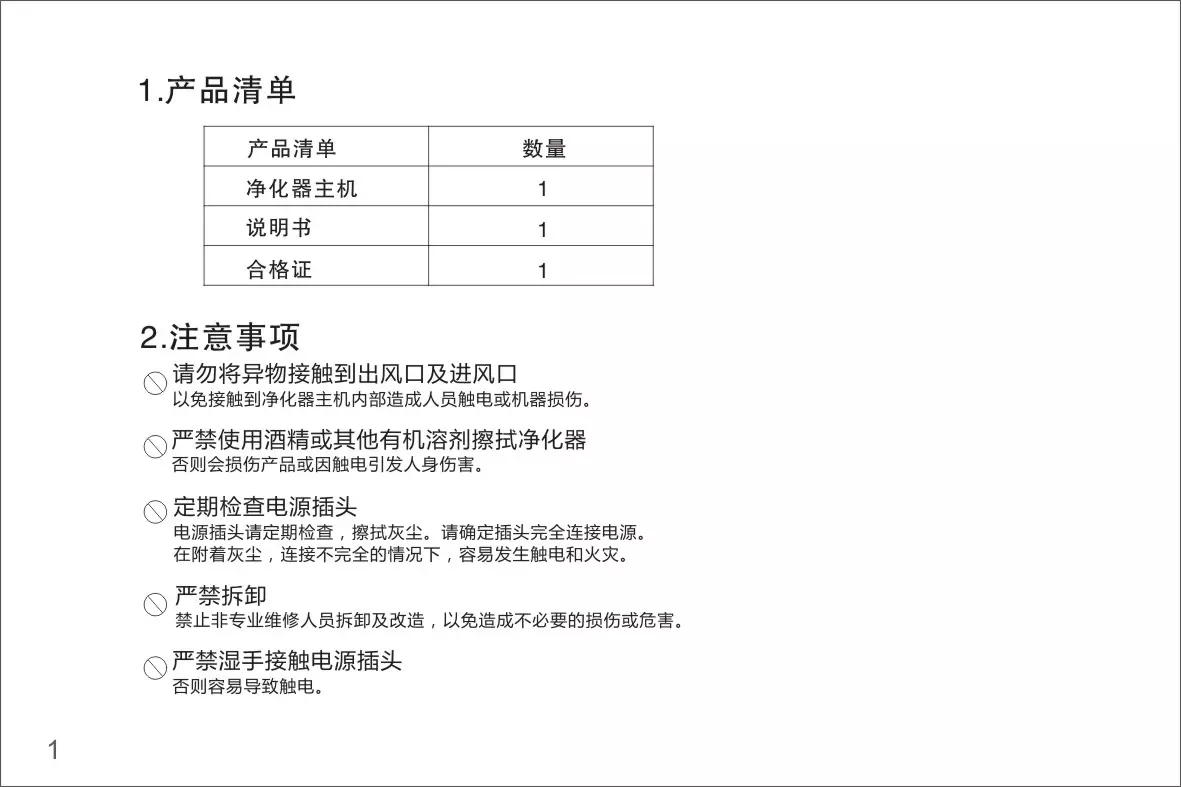 1.产品清单
产品清单 数量
净化器主机 1
说明书 1
合格证 1
2.注意事项
请勿将异物接触到出风口及进风口
以免接触到净化器主机内部造成人员触电或机器损伤。
严禁使用酒精或其他有机溶剂擦拭净化器
否则会损伤产品或因触电引发人身伤害。
定期检查电源插头
电源插头请定期检查，擦拭灰尘。请确定插头完全连接电源。
在附着灰尘，连接不完全的情况下，容易发生触电和火灾。
严禁拆卸
禁止非专业维修人员拆卸及改造，以免造成不必要的损伤或危害。
严禁湿手接触电源插头
否则容易导致触电。
1